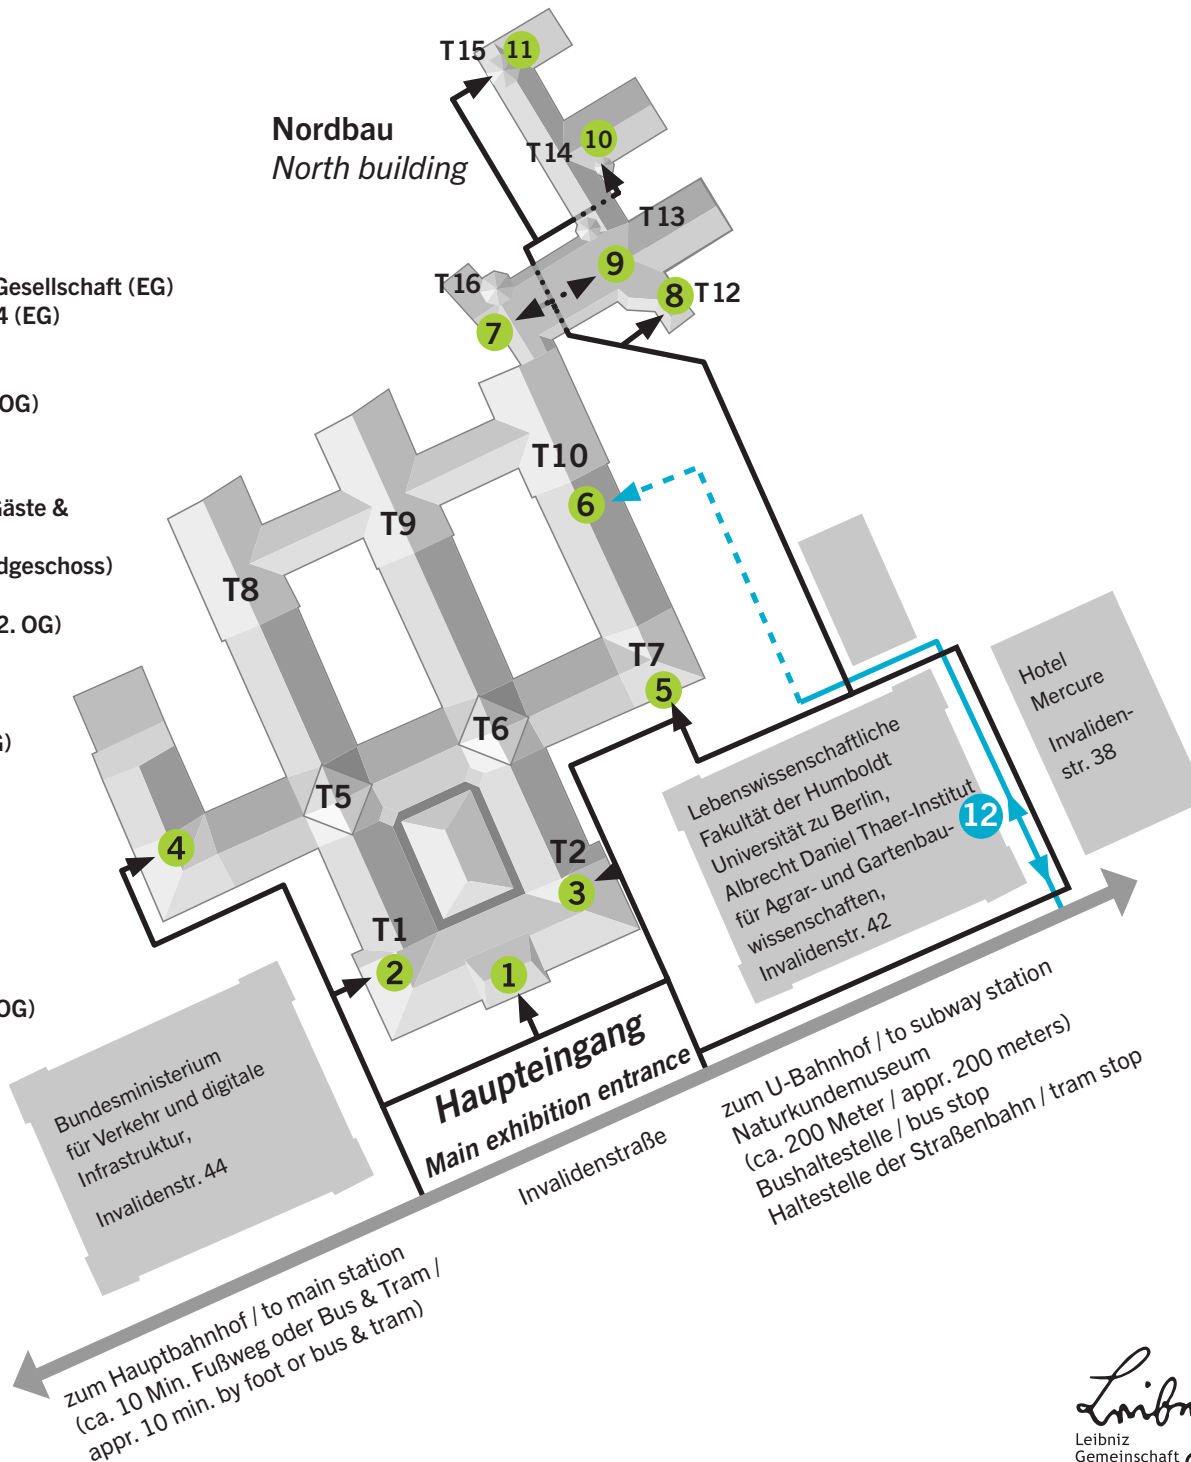 T15
11
Nordbau
North building
10
T14
T13
9
T16
8
T12
7
Gesellschaft (EG)
4 (EG)
OG)
T10
6
Gäste &
T9
dgeschoss)
T8
2. OG)
T7
5
T6
G)
T5
4
T2
3
T1
2
1
OG)
Hotel
Mercure
Invaliden-
str. 38
12
Lebenswissenschaftliche
Fakultät der Humboldt
Universität zu Berlin,
Albrecht Daniel Thaer-Institut
für Agrar- und Gartenbau-
wissenschaften,
Invalidenstr. 42
Haupteingang
Main exhibition entrance
Bundesministerium
für Verkehr und digitale
Infrastruktur,
Invalidenstr. 44
Invalidenstraße
zum U-Bahnhof / to subway station
Naturkundemuseum
(ca. 200 Meter / appr. 200 meters)
Bushaltestelle / bus stop
Haltestelle der Straßenbahn / tram stop
zum Hauptbahnhof / to main station
(ca. 10 Min. Fußweg oder Bus & Tram /
appr. 10 min. by foot or bus & tram)
Leibniz
Gemeinschaft